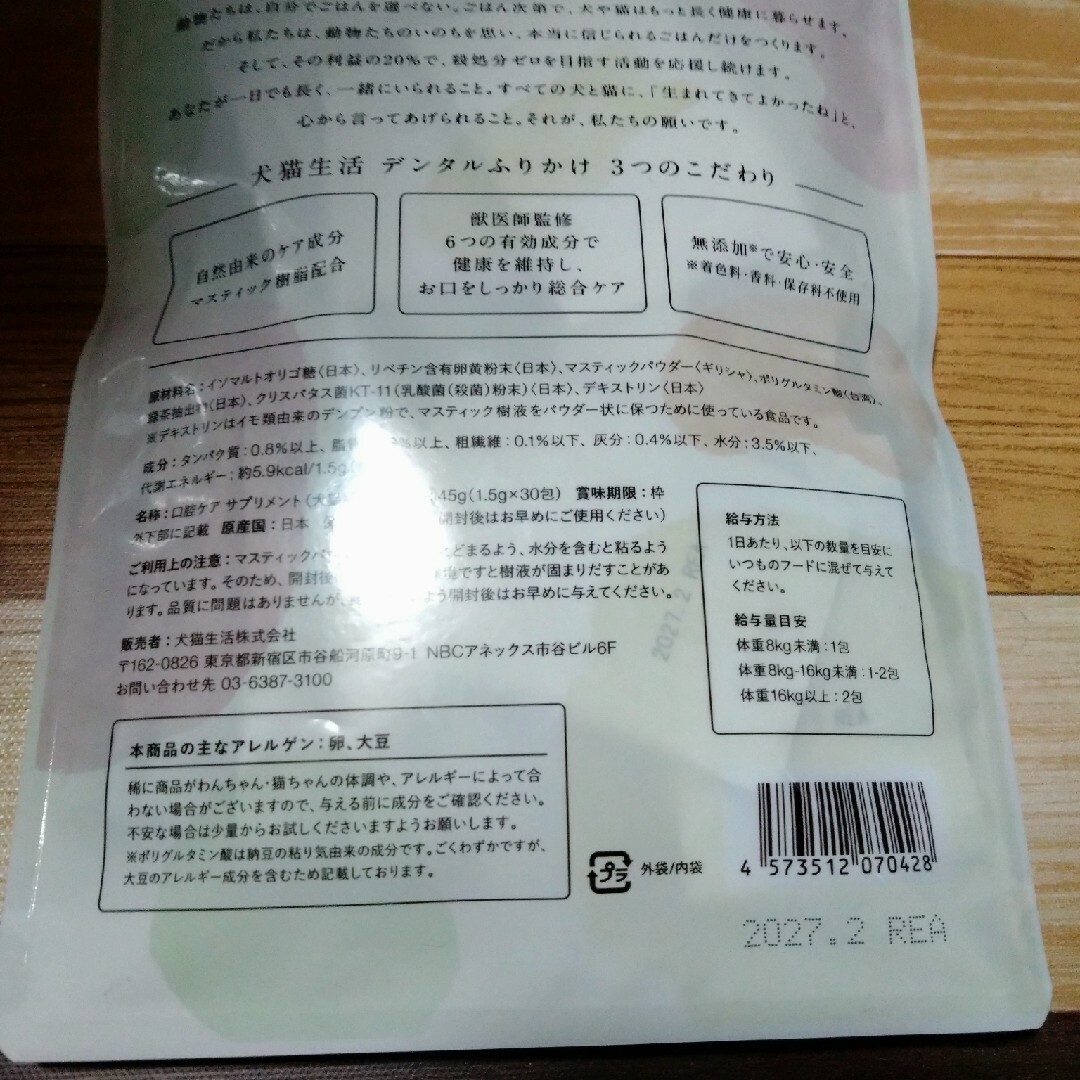 動物たちは、自分でごはんを選べない。ごはん次第で、犬や猫はもっと長く健康に暮らせます。
だから私たちは、動物たちのいのちを思い、本当に信じられるごはんだけをつくります。
そして、その利益の20%で、殺処分ゼロを目指す活動を応援し続けます。
あなたが一日でも長く、一緒にいられること。すべての犬と猫に、「生まれてきてよかったね」と、
心から言ってあげられること。それが、私たちの願いです。
犬猫生活 デンタルふりかけ 3つのこだわり
自然由来のケア成分
マスティック樹脂配合
獣医師監修
6つの有効成分で
健康を維持し、
お口をしっかり総合ケア
無添加※で安心・安全
※着色料・香料・保存料不使用
原材料名：イソマルトオリゴ糖〈日本〉、リベチン含有卵黄粉末〈日本〉、マスティックパウダー〈ギリシャ〉、ポリグルタミン酸〈台湾〉、
緑茶抽出物〈日本〉、クリスパタス菌KT-11（乳酸菌（殺菌）粉末）〈日本〉、デキストリン〈日本〉
※デキストリンはイモ類由来のデンプン粉で、マスティック樹液をパウダー状に保つために使っている食品です。
成分：タンパク質：0.8%以上、脂 以上、粗繊維：0.1%以下、灰分：0.4%以下、水分：3.5%以下、
代謝エネルギー：約5.9kcal/1.5g
名称：口腔ケア サプリメント 45g（1.5g×30包） 賞味期限：枠
外下部に記載 原産国：日本 開封後はお早めにご使用ください）
ご利用上の注意：マスティックパ どまるよう、水分を含むと粘るよう
になっています。そのため、開封後 ですと樹液が固まりだすことがあ
ります。品質に問題はありませんが、 よう開封後はお早めに与えてください。
販売者：犬猫生活株式会社
〒162-0826 東京都新宿区市谷船河原町9-1 NBCアネックス市谷ビル6F
お問い合わせ先 03-6387-3100
給与方法
1日あたり、以下の数量を目安に
いつものフードに混ぜて与えて
ください。
給与量目安
体重8kg未満：1包
体重8kg-16kg未満：1-2包
体重16kg以上：2包
本商品の主なアレルゲン：卵、大豆
稀に商品がわんちゃん・猫ちゃんの体調や、アレルギーによって合
わない場合がございますので、与える前に成分をご確認ください。
不安な場合は少量からお試しくださいますようお願いします。
※ポリグルタミン酸は納豆の粘り気由来の成分です。ごくわずかですが、
大豆のアレルギー成分を含むため記載しております。
プラ
外袋/内袋
4 573512 070428
2027.2 REA
2027.2 REA